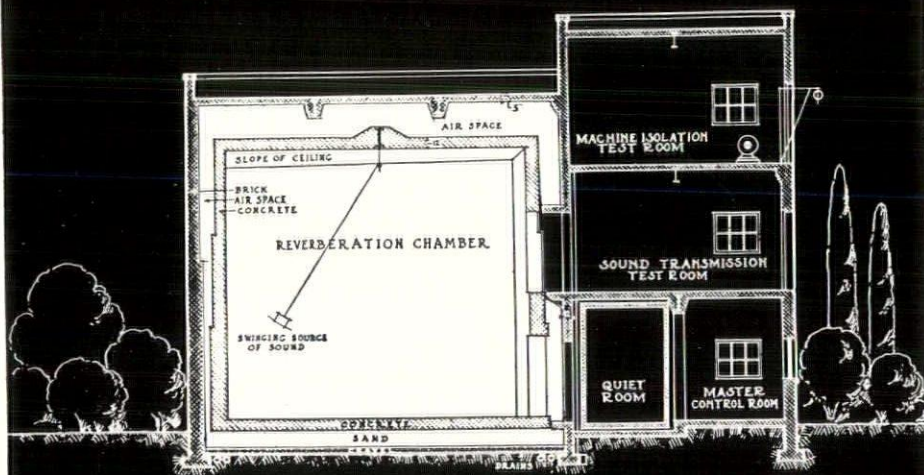 AIR SPACE
SLOPE OF CEILING
BRICK
AIR SPACE
CONCRETE
REVERBERATION CHAMBER
SWINGING SOURCE
OF SOUND
MACHINE ISOLATION
TEST ROOM
SOUND TRANSMISSION
TEST ROOM
QUIET
ROOM
MASTER
CONTROL ROOM
CONCRETE
SAND
DRAINS